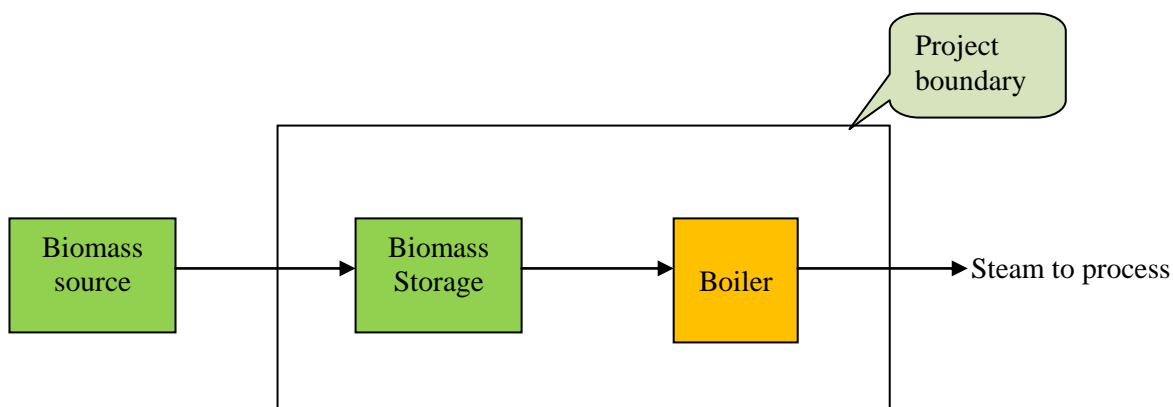 Project
boundary
Biomass
source
Biomass
Storage
Boiler
Steam to process